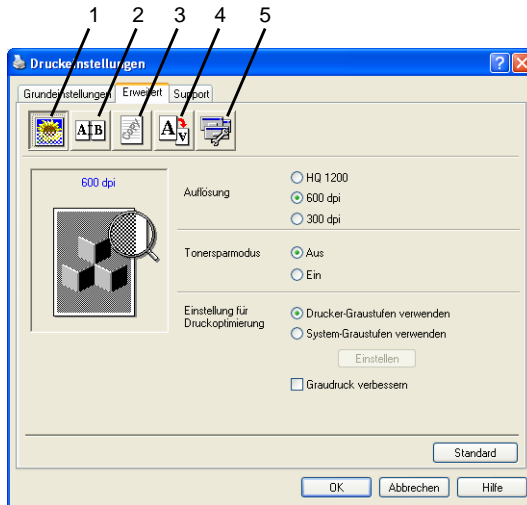 1 2 3 4 5
Druckeinstellungen
Grundeinstellungen Erweitert Support
A B Copy A V
600 dpi
Auflösung
HQ 1200
600 dpi
300 dpi
Tonersparmodus
Aus
Ein
Einstellung für
Druckoptimierung
Drucker-Graustufen verwenden
System-Graustufen verwenden
Einstellen
Graudruck verbessern
Standard
OK Abbrechen Hilfe